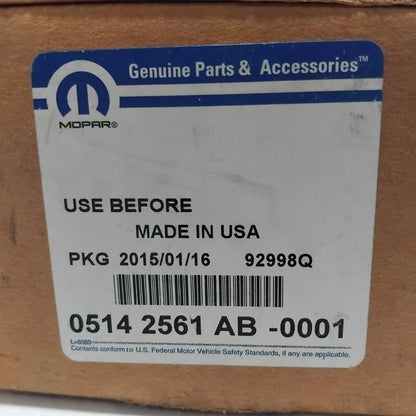 Genuine Parts & Accessories™
MOPAR®
USE BEFORE
MADE IN USA
PKG 2015/01/16 92998Q
0514 2561 AB -0001
L-6060
Contents conform to U.S. Federal Motor Vehicle Safety Standards, if any are applicable.